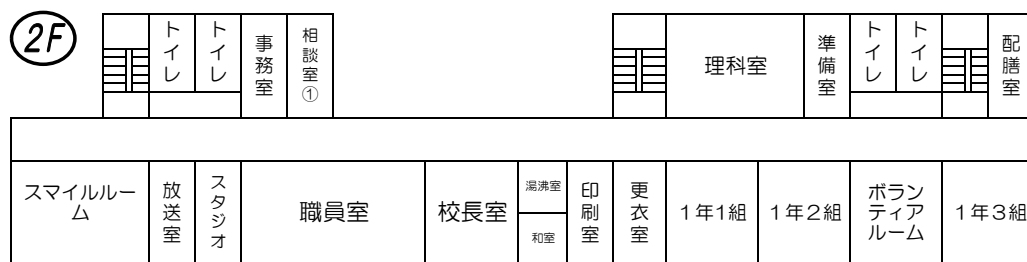 2F
トイレ
トイレ
事務室
相談室①
理科室
準備室
トイレ
トイレ
配膳室
スマイルルー
ム
放送室
スタジオ
職員室
校長室
湯沸室
和室
印刷室
更衣室
1年1組
1年2組
ボラン
ティア
ルーム
1年3組